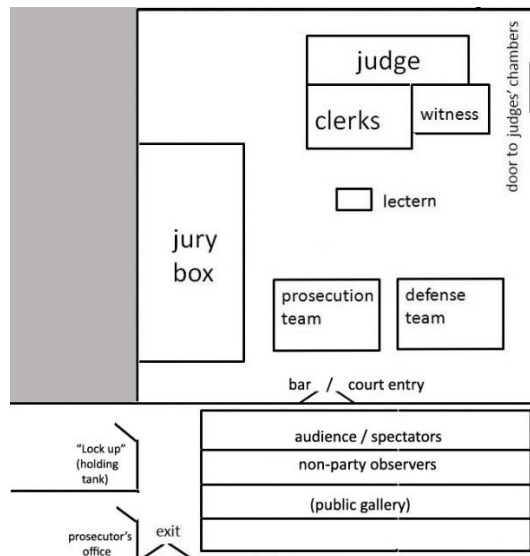 judge
clerks
witness
door to judges' chambers
lectern
jury
box
prosecution
team
defense
team
bar / court entry
audience / spectators
non-party observers
(public gallery)
"Lock up"
(holding
tank)
exit
prosecutor's
office